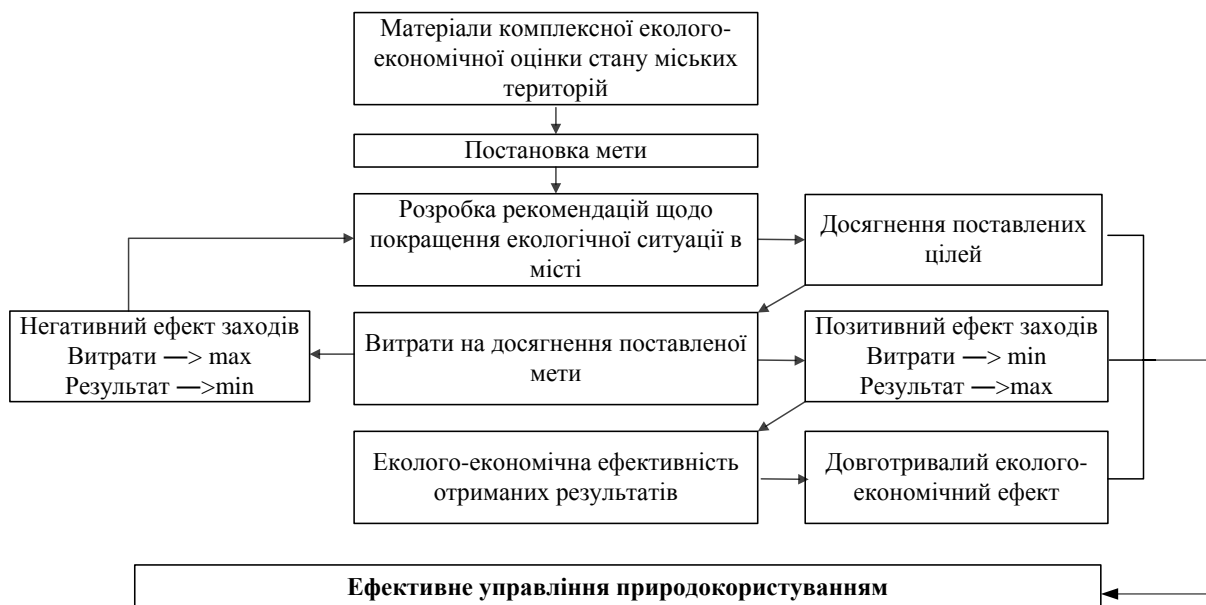 Матеріали комплексної еколого-
економічної оцінки стану міських
територій
Постановка мети
Розробка рекомендацій щодо
покращення екологічної ситуації в
місті
Досягнення поставлених
цілей
Негативний ефект заходів
Витрати —> max
Результат —>min
Витрати на досягнення поставленої
мети
Позитивний ефект заходів
Витрати —> min
Результат —>max
Еколого-економічна ефективність
отриманих результатів
Довготривалий еколого-
економічний ефект
Ефективне управління природокористуванням